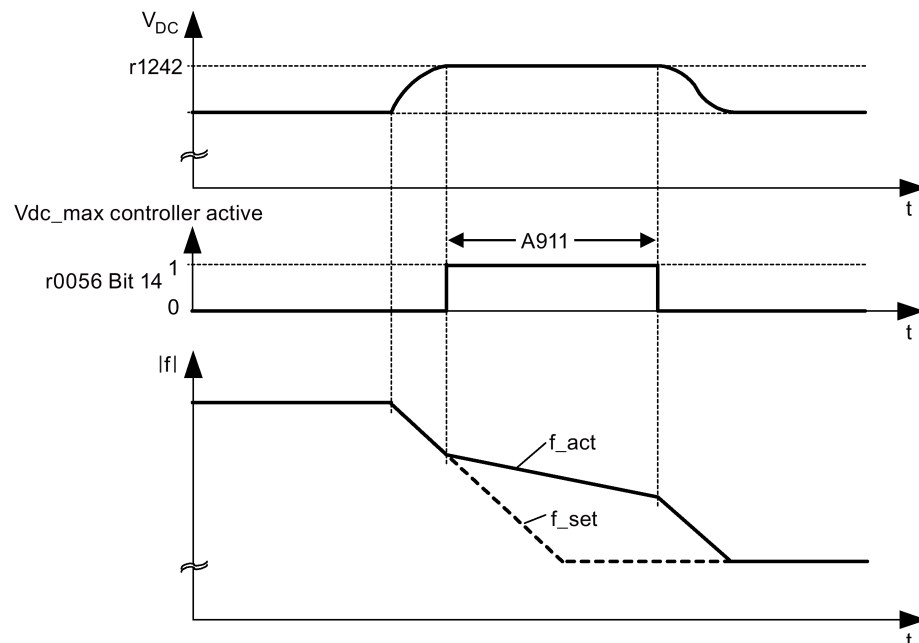 V_DC
r1242
t
Vdc_max controller active
A911
1
r0056 Bit 14
0
t
|f|
f_act
f_set
t